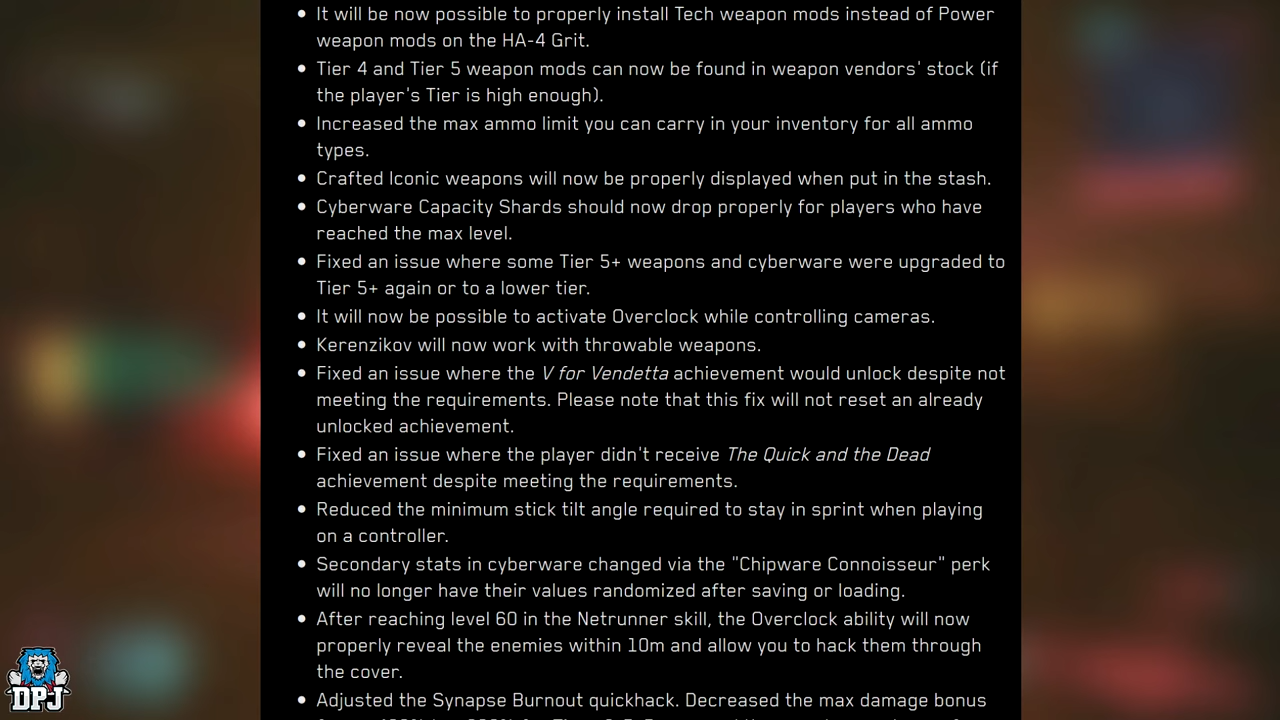 It will be now possible to properly install Tech weapon mods instead of Power
weapon mods on the HA-4 Grit.
Tier 4 and Tier 5 weapon mods can now be found in weapon vendors' stock (if
the player's Tier is high enough).
Increased the max ammo limit you can carry in your inventory for all ammo
types.
Crafted Iconic weapons will now be properly displayed when put in the stash.
Cyberware Capacity Shards should now drop properly for players who have
reached the max level.
Fixed an issue where some Tier 5+ weapons and cyberware were upgraded to
Tier 5+ again or to a lower tier.
It will now be possible to activate Overclock while controlling cameras.
Kerenzikov will now work with throwable weapons.
Fixed an issue where the V for Vendetta achievement would unlock despite not
meeting the requirements. Please note that this fix will not reset an already
unlocked achievement.
Fixed an issue where the player didn't receive The Quick and the Dead
achievement despite meeting the requirements.
Reduced the minimum stick tilt angle required to stay in sprint when playing
on a controller.
Secondary stats in cyberware changed via the "Chipware Connoisseur" perk
will no longer have their values randomized after saving or loading.
After reaching level 60 in the Netrunner skill, the Overclock ability will now
properly reveal the enemies within 10m and allow you to hack them through
the cover.
Adjusted the Synapse Burnout quickhack. Decreased the max damage bonus
DPJ